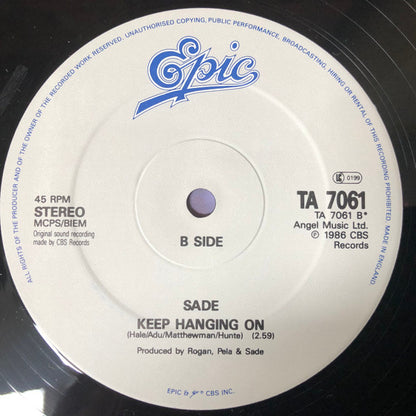 ALL RIGHTS OF THE PRODUCER AND OF THE OWNER OF THE RECORDED WORK RESERVED. UNAUTHORISED COPYING, PUBLIC PERFORMANCE, BROADCASTING, HIRING OR RENTAL OF THIS RECORDING PROHIBITED. MADE IN ENGLAND.
Epic
45 RPM
STEREO
MCPS/BIEM
Original sound recording
made by CBS Records
B SIDE
0199
TA 7061
TA 7061 B*
Angel Music Ltd.
℗ 1986 CBS
Records
SADE
KEEP HANGING ON
(Hale/Adu/Matthewman/Hunte) (2:59)
Produced by Rogan, Pela & Sade
EPIC & ® CBS INC.